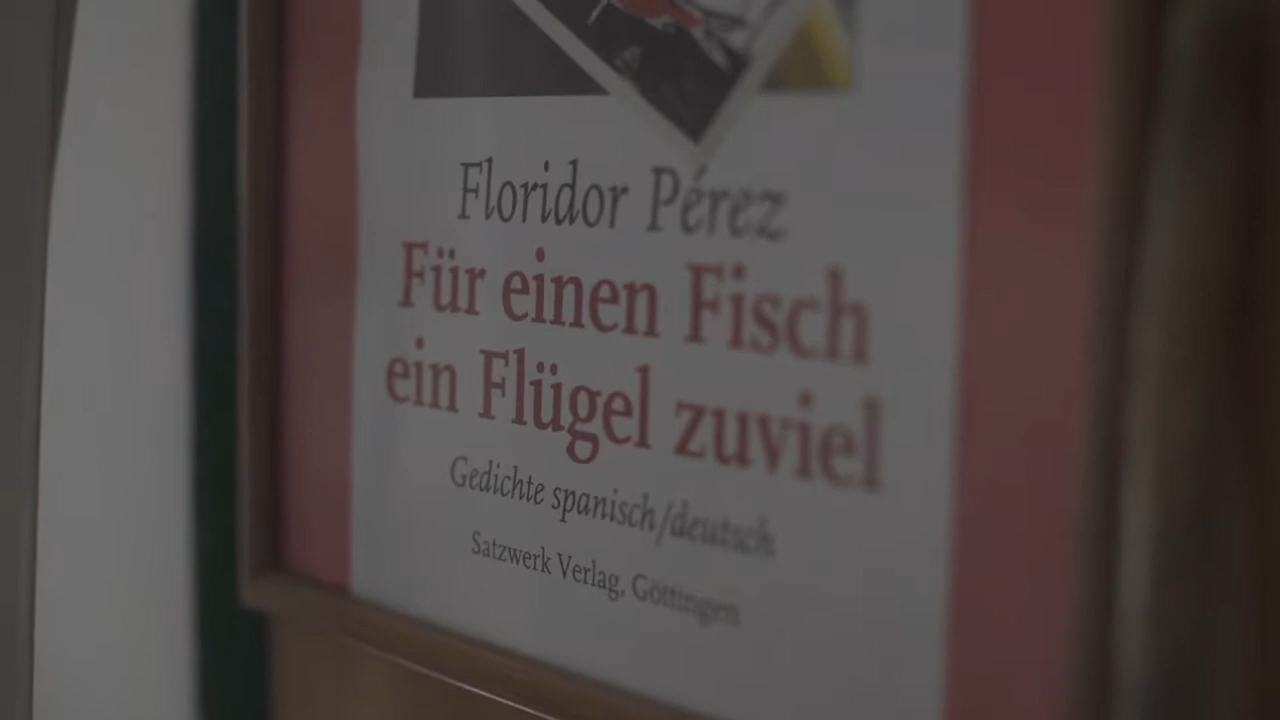 Floridor Pérez
Für einen Fisch
ein Flügel zuviel
Gedichte spanisch/deutsch
Satzwerk Verlag, Göttingen